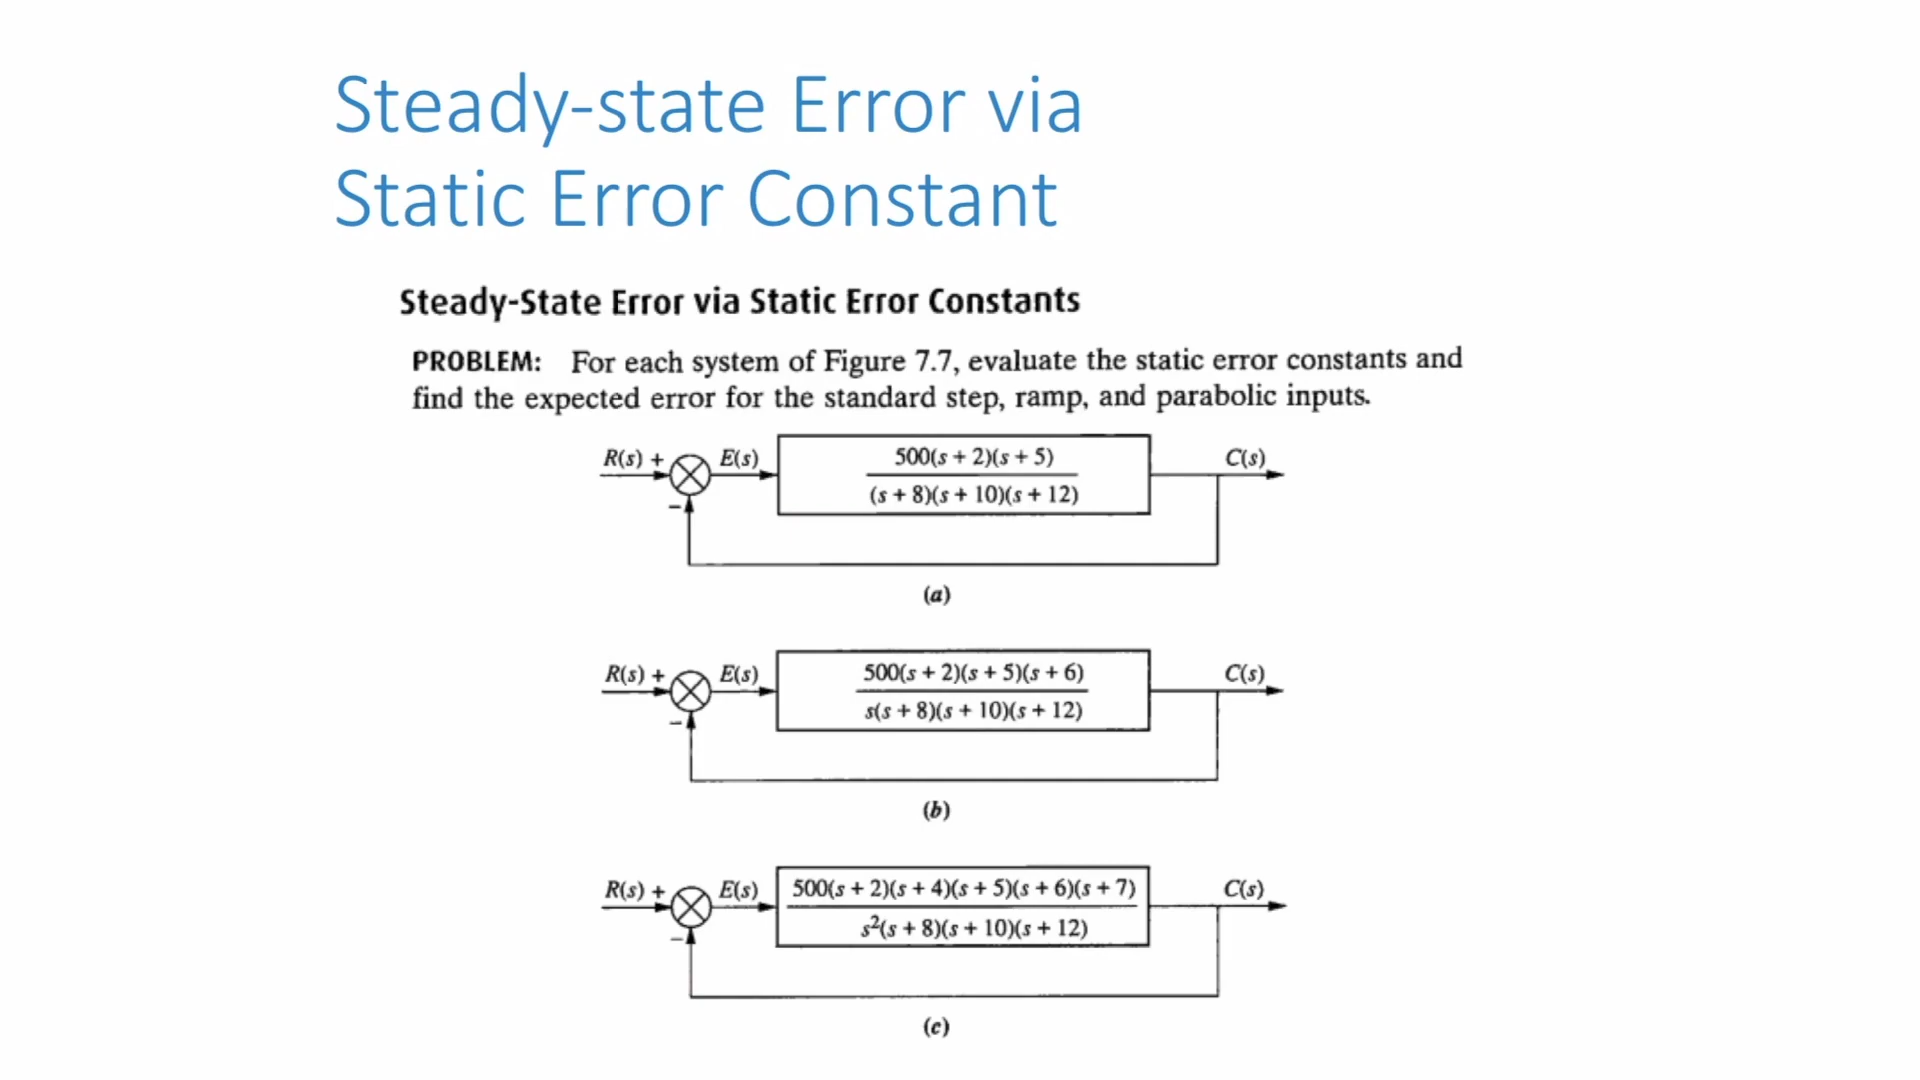 Steady-state Error via
Static Error Constant
Steady-State Error via Static Error Constants
PROBLEM: For each system of Figure 7.7, evaluate the static error constants and
find the expected error for the standard step, ramp, and parabolic inputs.
R(s) + E(s) 500(s + 2)(s + 5) C(s)
(s + 8)(s + 10)(s + 12)
−
(a)
R(s) + E(s) 500(s + 2)(s + 5)(s + 6) C(s)
s(s + 8)(s + 10)(s + 12)
−
(b)
R(s) + E(s) 500(s + 2)(s + 4)(s + 5)(s + 6)(s + 7) C(s)
s²(s + 8)(s + 10)(s + 12)
−
(c)